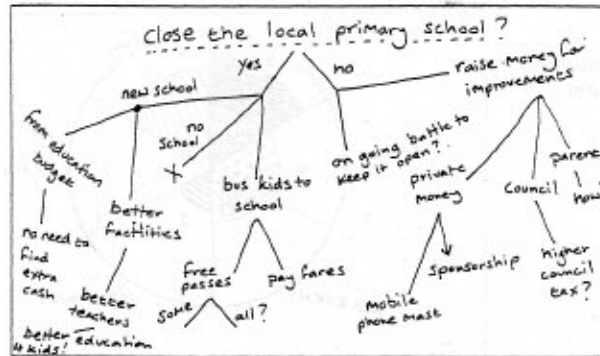 Close the local primary school?
yes
no
raise money for
improvements
new school
no
school
X
from education
budget
on going battle to
keep it open?
bus kids to
school
better
facilities
private
money
council
how
no need to
find
extra
cash
free
passes
pay fares
sponsorship
higher
council
tax?
better
teachers
some
all?
mobile
phone mast
better education
4 kids!